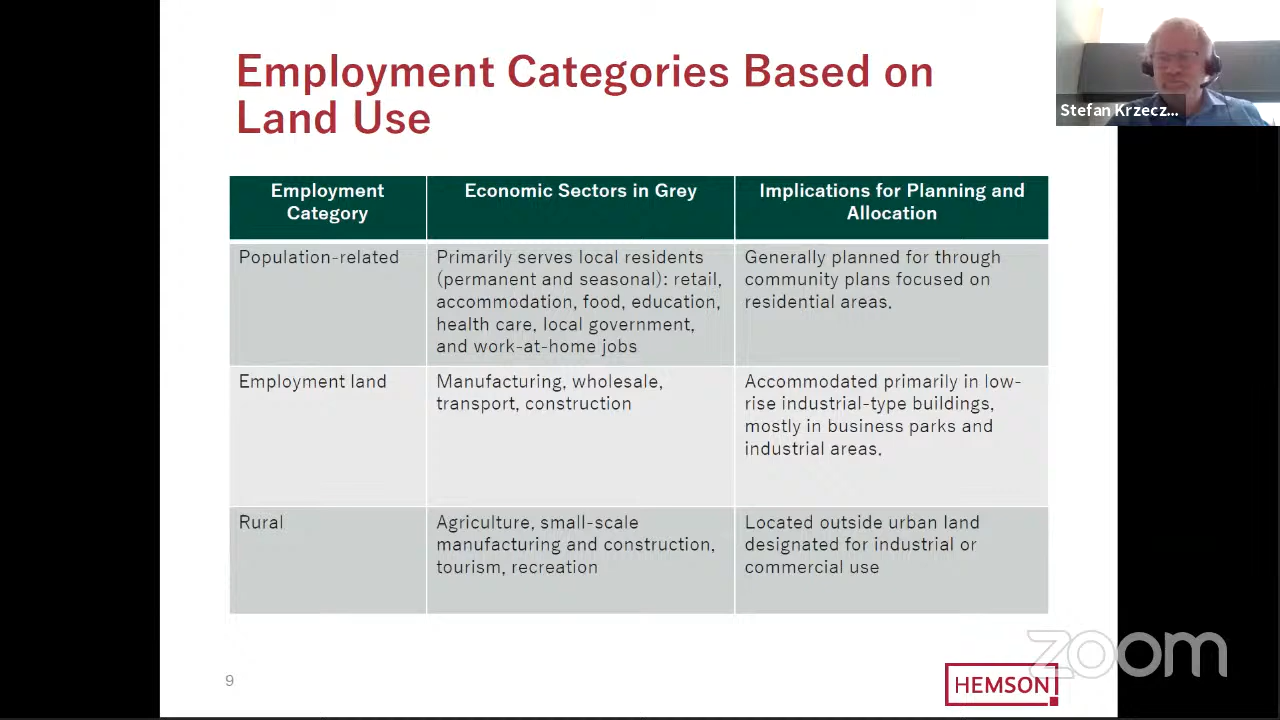 Employment Categories Based on
Land Use
Stefan Krzecz...
Employment
Category
Economic Sectors in Grey
Implications for Planning and
Allocation
Population-related
Primarily serves local residents
(permanent and seasonal): retail,
accommodation, food, education,
health care, local government,
and work-at-home jobs
Generally planned for through
community plans focused on
residential areas.
Employment land
Manufacturing, wholesale,
transport, construction
Accommodated primarily in low-
rise industrial-type buildings,
mostly in business parks and
industrial areas.
Rural
Agriculture, small-scale
manufacturing and construction,
tourism, recreation
Located outside urban land
designated for industrial or
commercial use
zoom
9
HEMSON